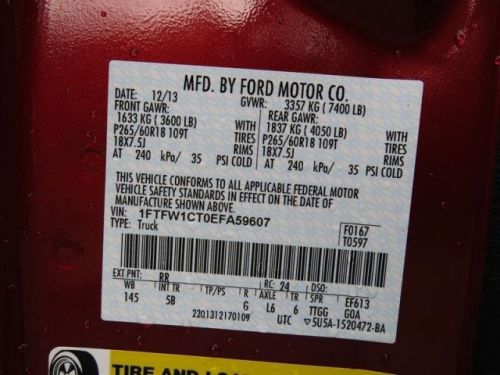 MFD. BY FORD MOTOR CO.
DATE: 12/13 GVWR: 3357 KG ( 7400 LB)
FRONT GAWR: REAR GAWR:
1633 KG ( 3600 LB) 1837 KG ( 4050 LB)
P265/60R18 109T WITH TIRES P265/60R18 109T WITH TIRES
18X7.5J RIMS 18X7.5J RIMS
AT 240 kPa/ 35 PSI COLD AT 240 kPa/ 35 PSI COLD
THIS VEHICLE CONFORMS TO ALL APPLICABLE FEDERAL MOTOR
VEHICLE SAFETY STANDARDS IN EFFECT ON THE DATE OF
MANUFACTURE SHOWN ABOVE.
VIN: 1FTFW1CT0EFA59607 F0167
TYPE: Truck T0597
EXT PNT: RR RC: 24 DSO:
WB INT TR TP/PS R AXLE TR SPR EF613
145 5B G L6 6 TTGG GOA
2201312170109 UTC 5U5A-1520472-BA
TIRE AND